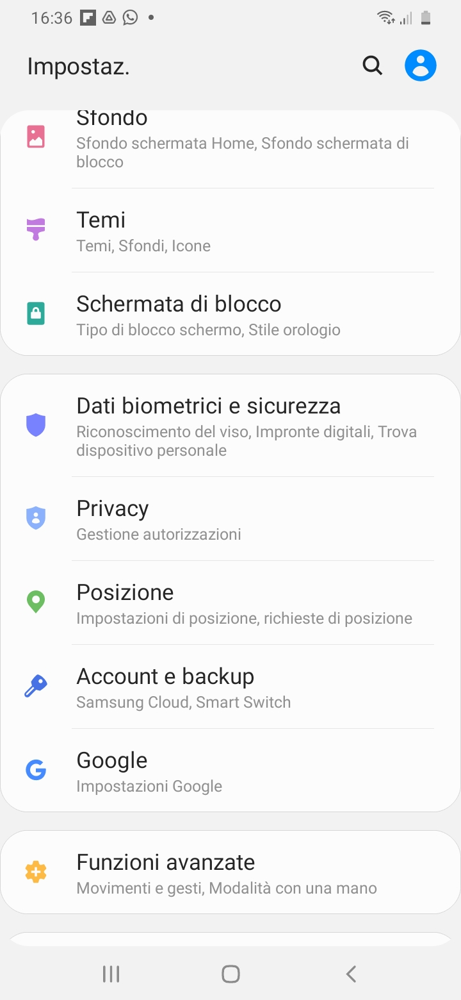 16:36
Impostaz.
Sfondo
Sfondo schermata Home, Sfondo schermata di
blocco
Temi
Temi, Sfondi, Icone
Schermata di blocco
Tipo di blocco schermo, Stile orologio
Dati biometrici e sicurezza
Riconoscimento del viso, Impronte digitali, Trova
dispositivo personale
Privacy
Gestione autorizzazioni
Posizione
Impostazioni di posizione, richieste di posizione
Account e backup
Samsung Cloud, Smart Switch
Google
Impostazioni Google
Funzioni avanzate
Movimenti e gesti, Modalità con una mano